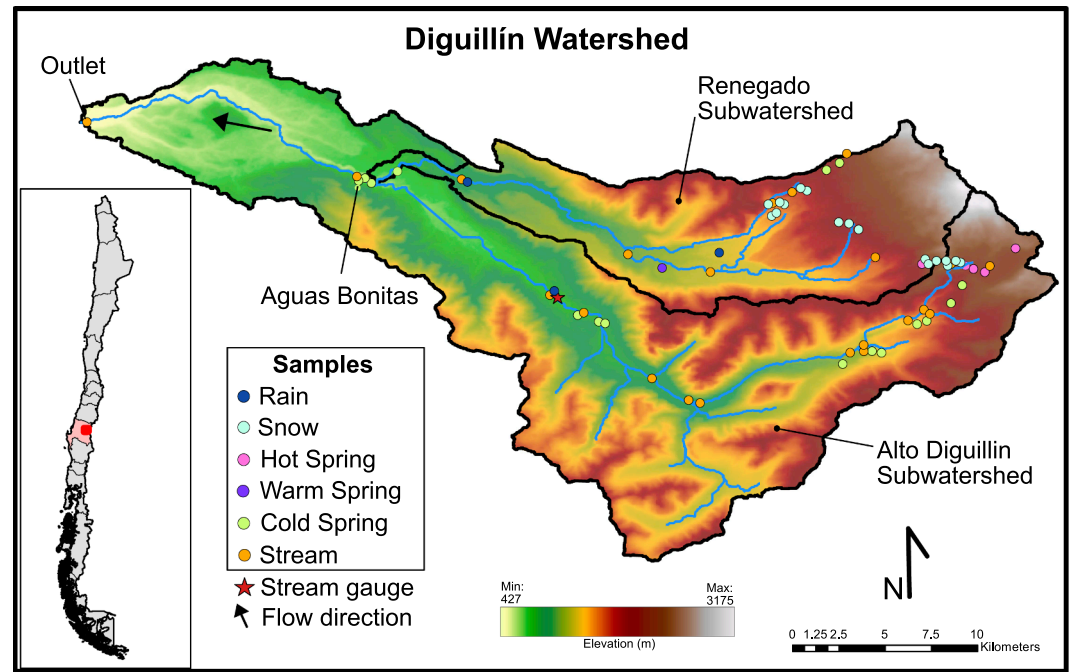 Diguillín Watershed
Outlet
Renegado
Subwatershed
Aguas Bonitas
Alto Diguillin
Subwatershed
Samples
Rain
Snow
Hot Spring
Warm Spring
Cold Spring
Stream
Stream gauge
Flow direction
Min:
427
Max:
3175
Elevation (m)
N
0 1.25 2.5 5 7.5 10
Kilometers